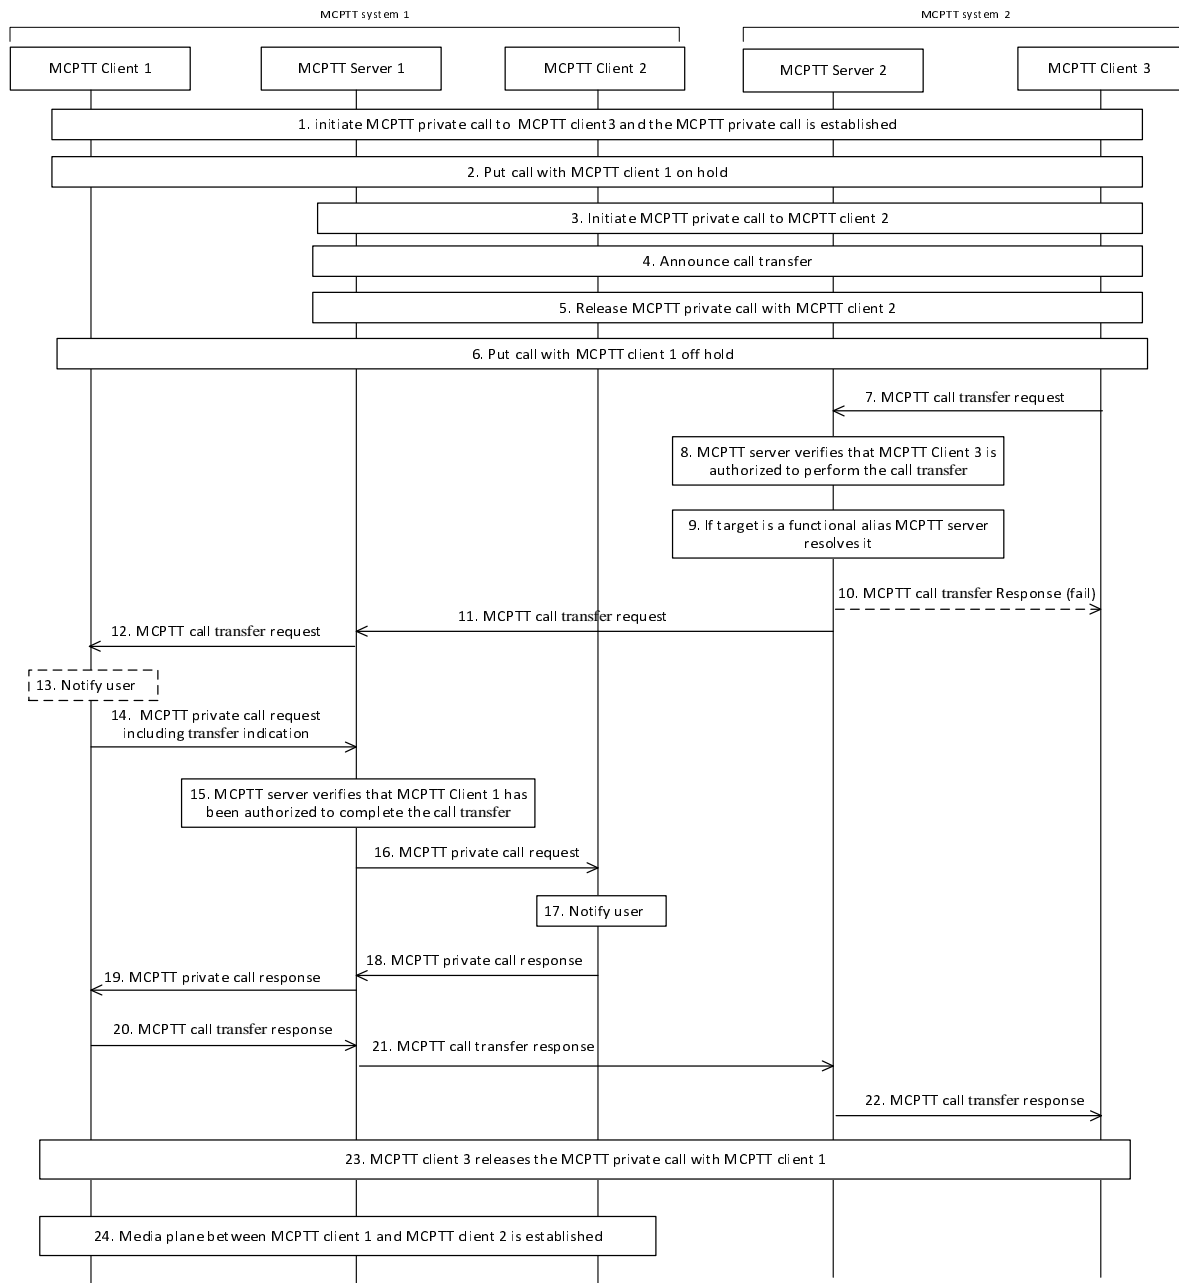 MCPTT system 1
MCPTT system 2
MCPTT Client 1
MCPTT Server 1
MCPTT Client 2
MCPTT Server 2
MCPTT Client 3
1. initiate MCPTT private call to MCPTT client3 and the MCPTT private call is established
2. Put call with MCPTT client 1 on hold
3. Initiate MCPTT private call to MCPTT client 2
4. Announce call transfer
5. Release MCPTT private call with MCPTT client 2
6. Put call with MCPTT client 1 off hold
7. MCPTT call transfer request
8. MCPTT server verifies that MCPTT Client 3 is
authorized to perform the call transfer
9. If target is a functional alias MCPTT server
resolves it
10. MCPTT call transfer Response (fail)
11. MCPTT call transfer request
12. MCPTT call transfer request
13. Notify user
14. MCPTT private call request
including transfer indication
15. MCPTT server verifies that MCPTT Client 1 has
been authorized to complete the call transfer
16. MCPTT private call request
17. Notify user
18. MCPTT private call response
19. MCPTT private call response
20. MCPTT call transfer response
21. MCPTT call transfer response
22. MCPTT call transfer response
23. MCPTT client 3 releases the MCPTT private call with MCPTT client 1
24. Media plane between MCPTT client 1 and MCPTT client 2 is established